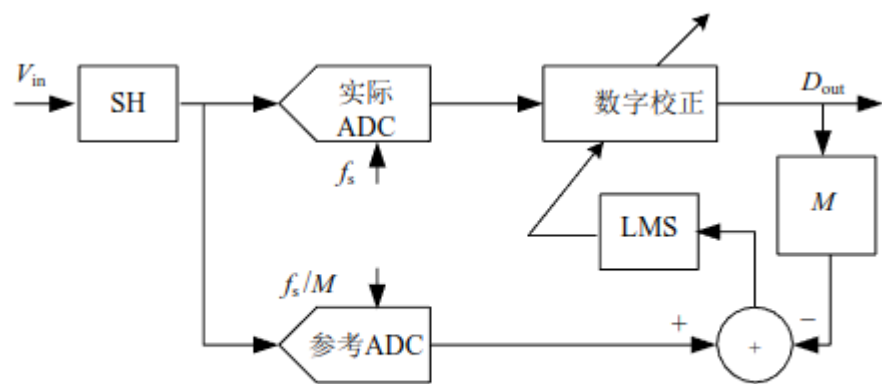 V_in
SH
实际
ADC
f_s
数字校正
D_out
M
LMS
f_s/M
参考ADC
+
−
+